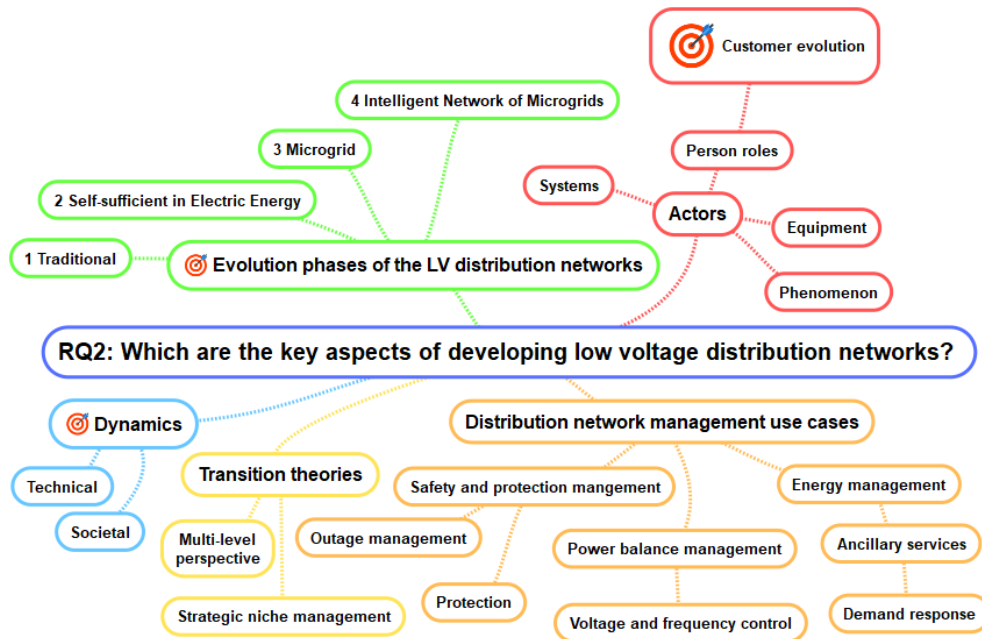 Customer evolution
4 Intelligent Network of Microgrids
3 Microgrid
Person roles
Systems
2 Self-sufficient in Electric Energy
Actors
Equipment
1 Traditional
Evolution phases of the LV distribution networks
Phenomenon
RQ2: Which are the key aspects of developing low voltage distribution networks?
Dynamics
Distribution network management use cases
Transition theories
Technical
Safety and protection mangement
Energy management
Societal
Multi-level
perspective
Outage management
Power balance management
Ancillary services
Protection
Strategic niche management
Voltage and frequency control
Demand response